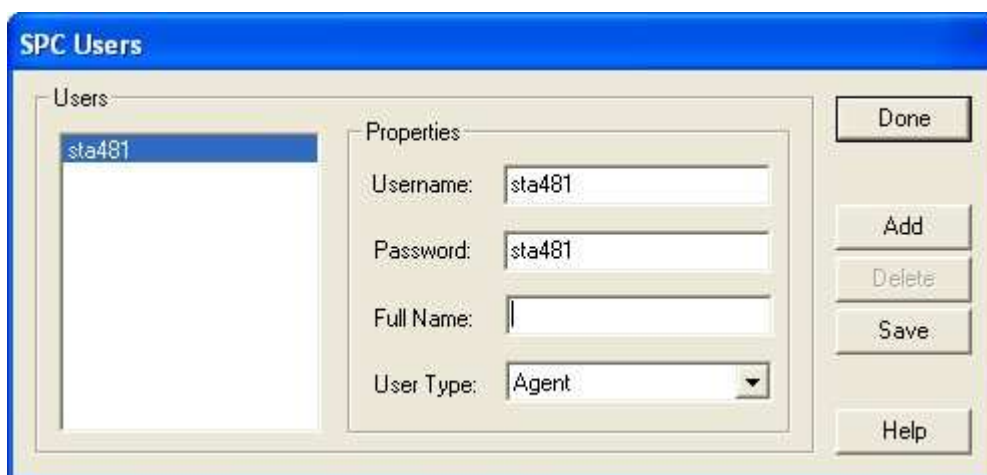 SPC Users
Users
sta481
Properties
Username: sta481
Password: sta481
Full Name:
User Type: Agent
Done
Add
Delete
Save
Help